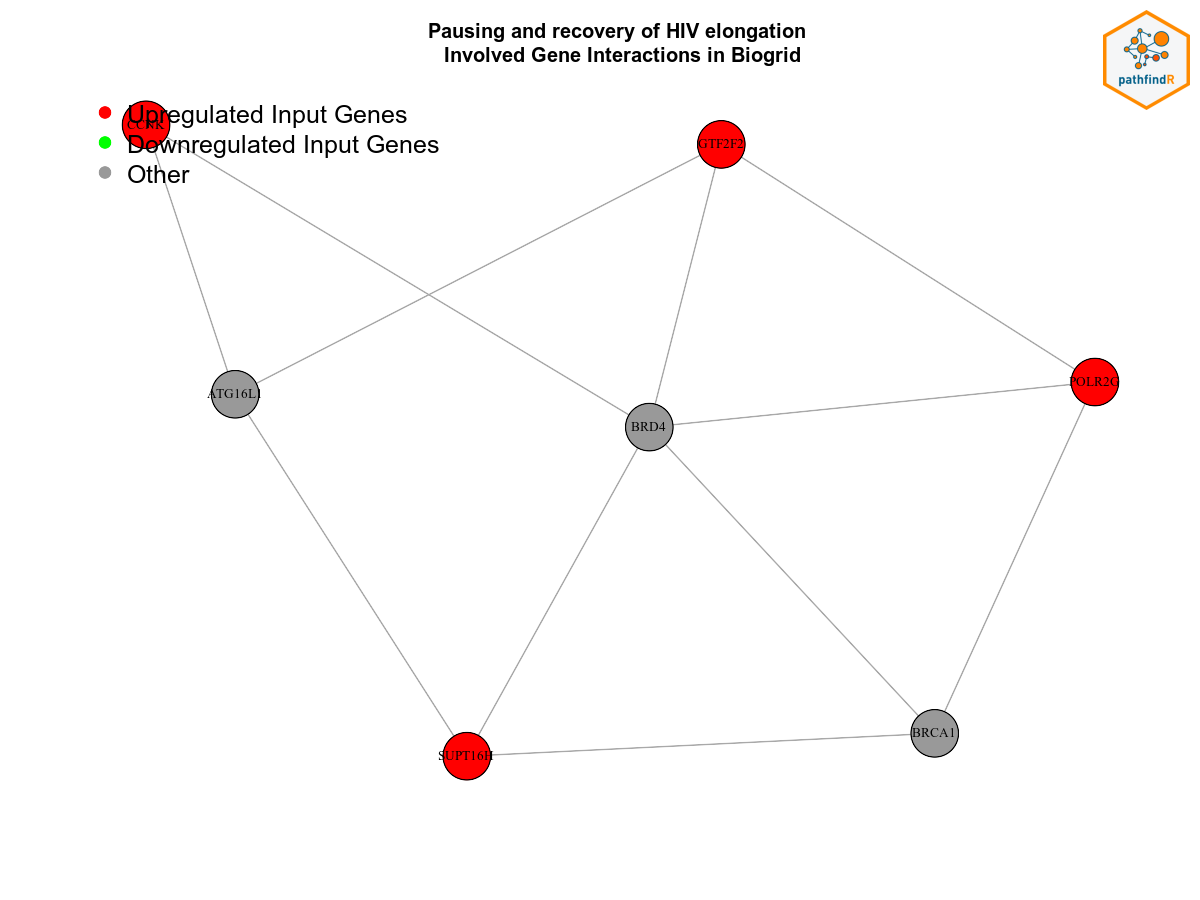 Pausing and recovery of HIV elongation
Involved Gene Interactions in Biogrid
pathfindR
Upregulated Input Genes
CCNK
Downregulated Input Genes
Other
GTF2F2
POLR2G
ATG16L1
BRD4
BRCA1
SUPT16H